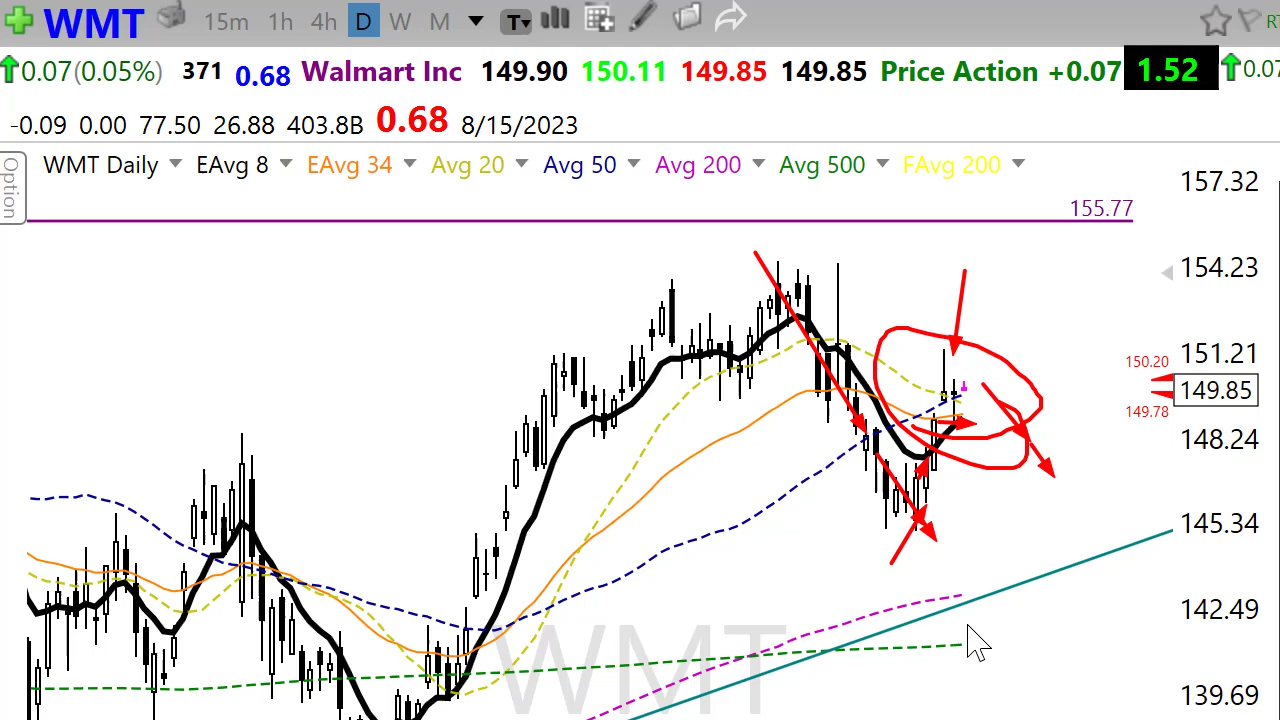 WMT 15m 1h 4h D W M T RT
0.07(0.05%) 371 0.68 Walmart Inc 149.90 150.11 149.85 149.85 Price Action +0.07 1.52 0.07
-0.09 0.00 77.50 26.88 403.8B 0.68 8/15/2023
Option
WMT Daily EAvg 8 EAvg 34 Avg 20 Avg 50 Avg 200 Avg 500 FAvg 200
157.32
155.77
154.23
151.21
150.20
149.85
149.78
148.24
145.34
142.49
WMT
139.69